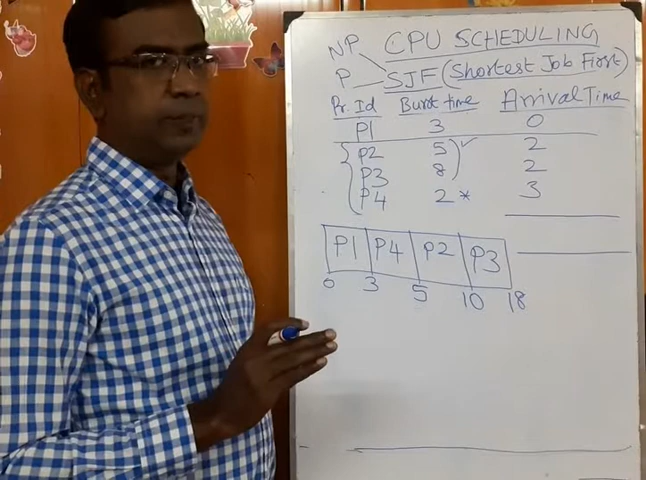 NP CPU SCHEDULING
P SJF (Shortest Job First)
Pr. Id Burst time Arrival Time
P1 3 0
P2 5 ✓ 2
P3 8 2
P4 2 * 3
P1 P4 P2 P3
0 3 5 10 18